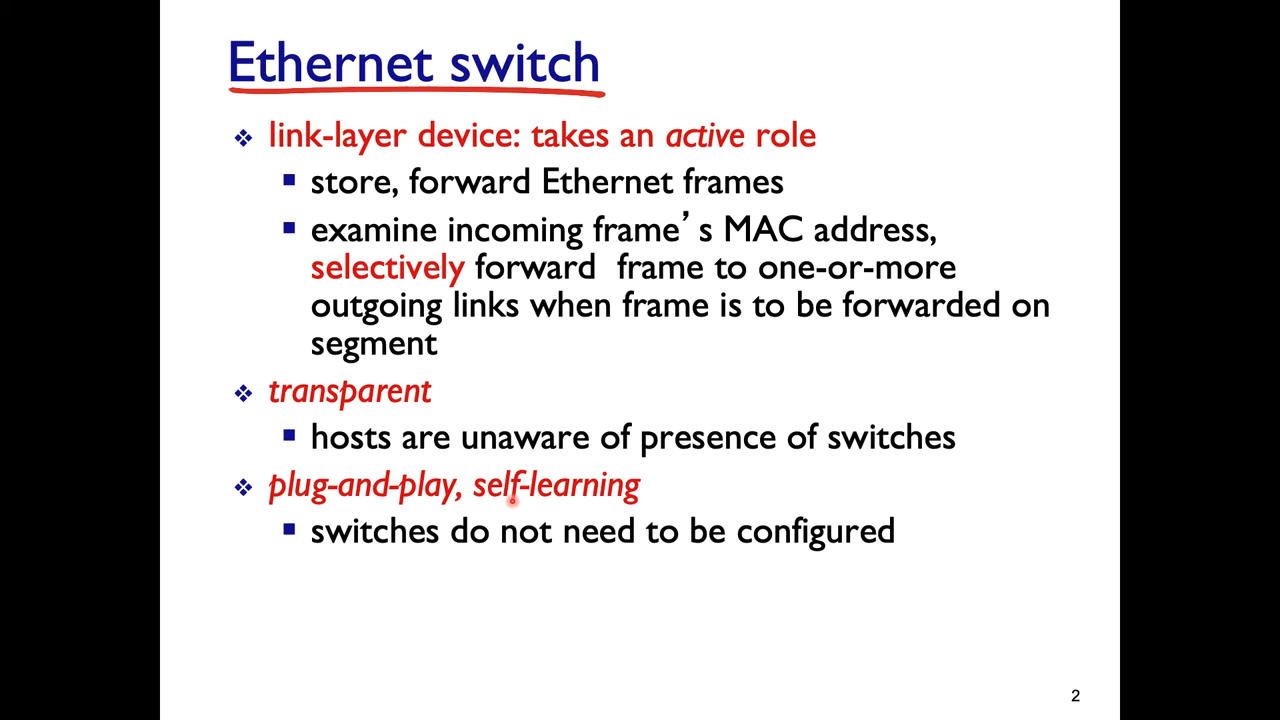 Ethernet switch
link-layer device: takes an active role
store, forward Ethernet frames
examine incoming frame’s MAC address,
selectively forward frame to one-or-more
outgoing links when frame is to be forwarded on
segment
transparent
hosts are unaware of presence of switches
plug-and-play, self-learning
switches do not need to be configured
2